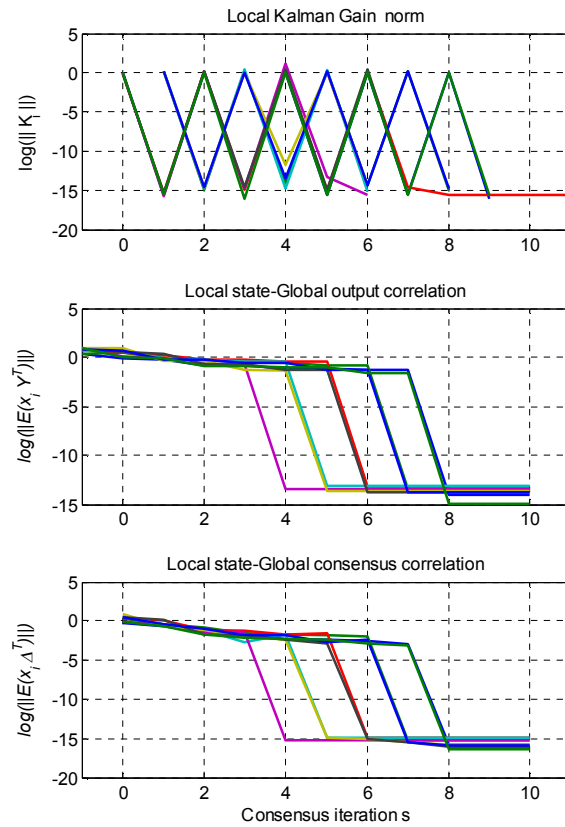 Local Kalman Gain norm
5
0
-5
-10
-15
-20
log(|| K_i ||)
0 2 4 6 8 10
Local state-Global output correlation
5
0
-5
-10
-15
log(||E(x_i Y^T)||)
0 2 4 6 8 10
Local state-Global consensus correlation
5
0
-5
-10
-15
-20
log(||E(x_i Δ^T)||)
0 2 4 6 8 10
Consensus iteration s